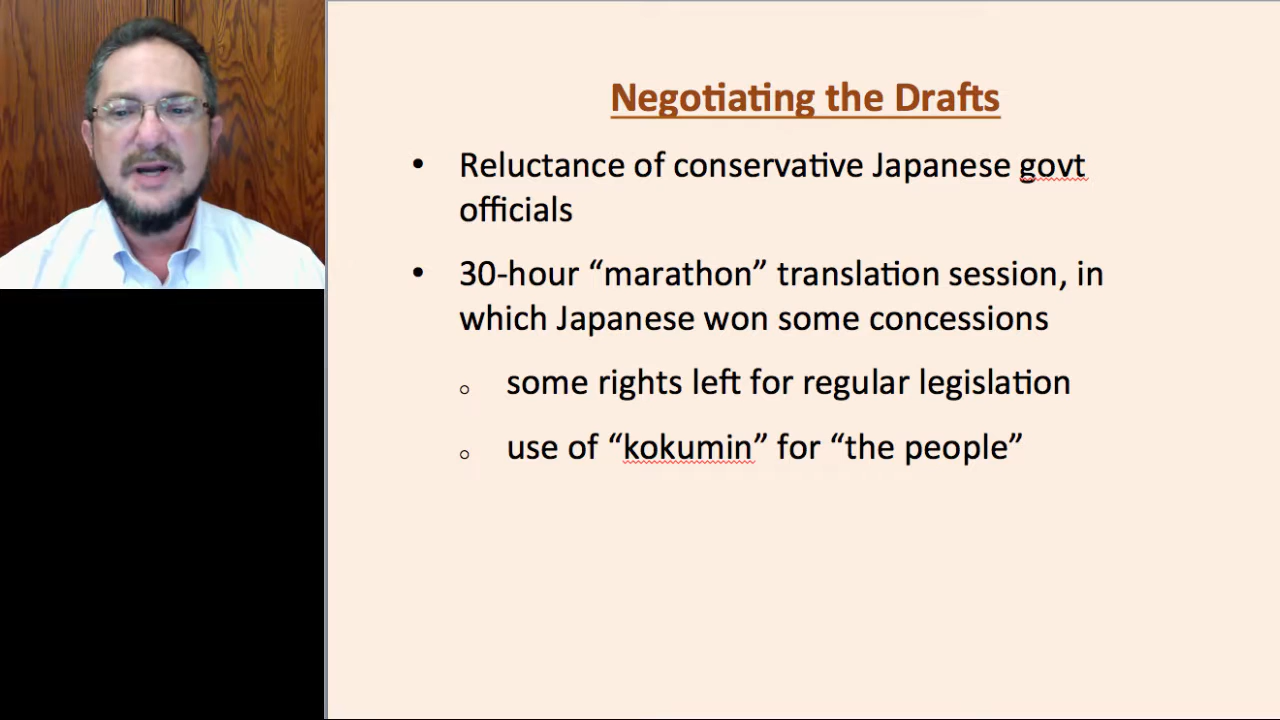 Negotiating the Drafts
• Reluctance of conservative Japanese govt
officials
• 30-hour “marathon” translation session, in
which Japanese won some concessions
o some rights left for regular legislation
o use of “kokumin” for “the people”